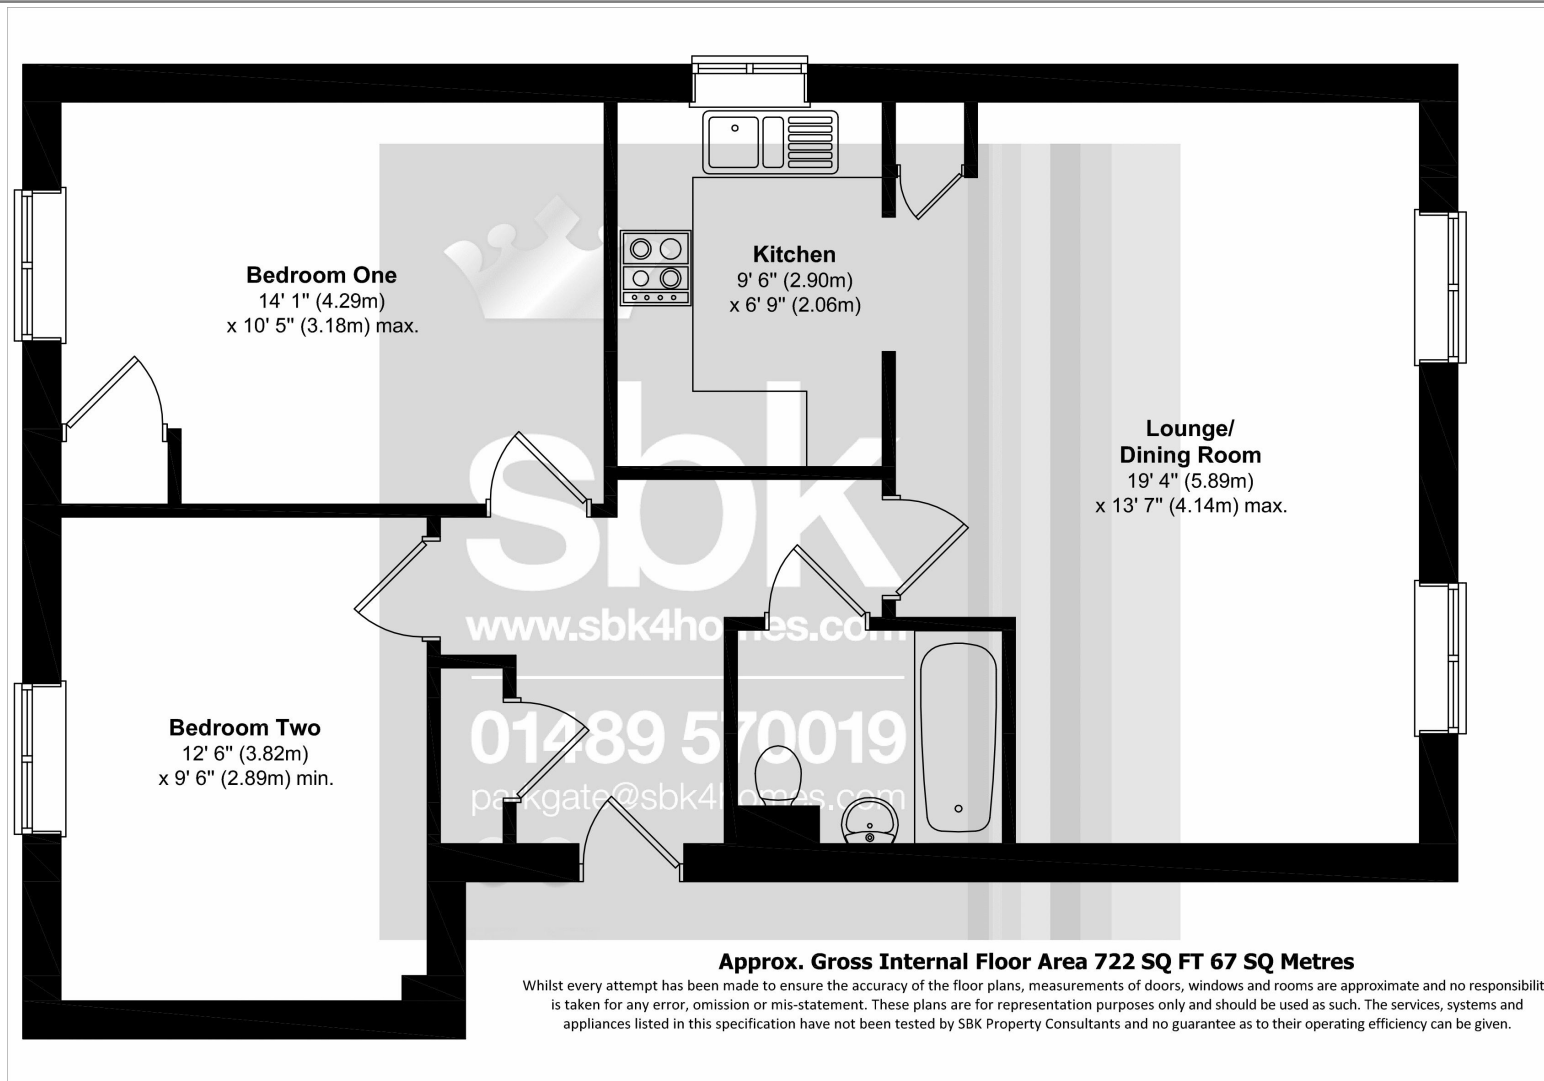 Bedroom One
14' 1" (4.29m)
x 10' 5" (3.18m) max.
Kitchen
9' 6" (2.90m)
x 6' 9" (2.06m)
Lounge/
Dining Room
19' 4" (5.89m)
x 13' 7" (4.14m) max.
sbk
www.sbk4homes.com
01489 570019
parkgate@sbk4homes.com
Bedroom Two
12' 6" (3.82m)
x 9' 6" (2.89m) min.
Approx. Gross Internal Floor Area 722 SQ FT 67 SQ Metres
Whilst every attempt has been made to ensure the accuracy of the floor plans, measurements of doors, windows and rooms are approximate and no responsibilit
is taken for any error, omission or mis-statement. These plans are for representation purposes only and should be used as such. The services, systems and
appliances listed in this specification have not been tested by SBK Property Consultants and no guarantee as to their operating efficiency can be given.